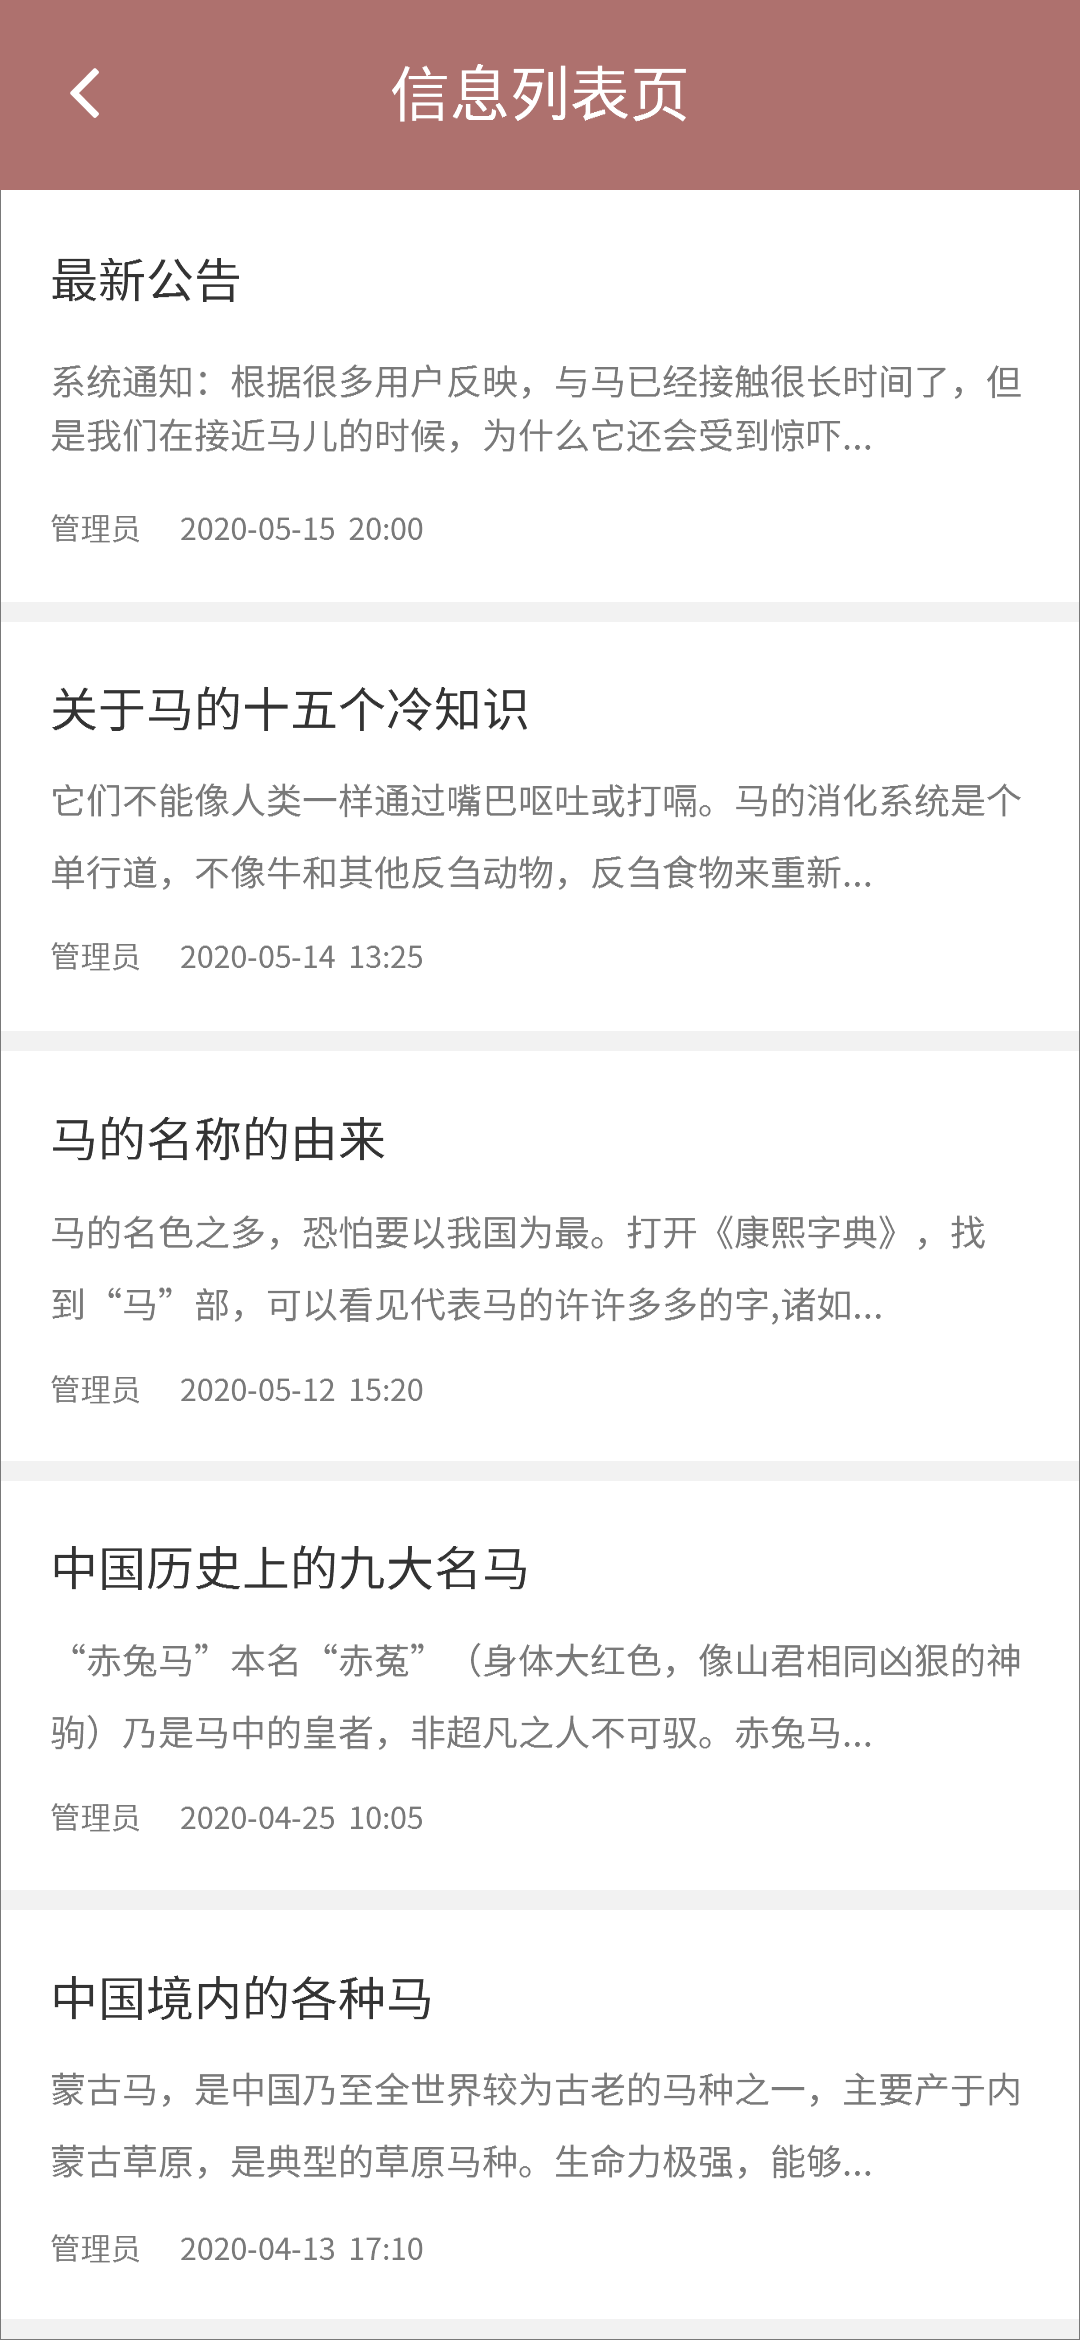 信息列表页
最新公告
系统通知：根据很多用户反映，与马已经接触很长时间了，但
是我们在接近马儿的时候，为什么它还会受到惊吓...
管理员 2020-05-15 20:00
关于马的十五个冷知识
它们不能像人类一样通过嘴巴呕吐或打嗝。马的消化系统是个
单行道，不像牛和其他反刍动物，反刍食物来重新...
管理员 2020-05-14 13:25
马的名称的由来
马的名色之多，恐怕要以我国为最。打开《康熙字典》，找
到“马”部，可以看见代表马的许许多多的字,诸如...
管理员 2020-05-12 15:20
中国历史上的九大名马
“赤兔马”本名“赤菟”（身体大红色，像山君相同凶狠的神
驹）乃是马中的皇者，非超凡之人不可驭。赤兔马...
管理员 2020-04-25 10:05
中国境内的各种马
蒙古马，是中国乃至全世界较为古老的马种之一，主要产于内
蒙古草原，是典型的草原马种。生命力极强，能够...
管理员 2020-04-13 17:10